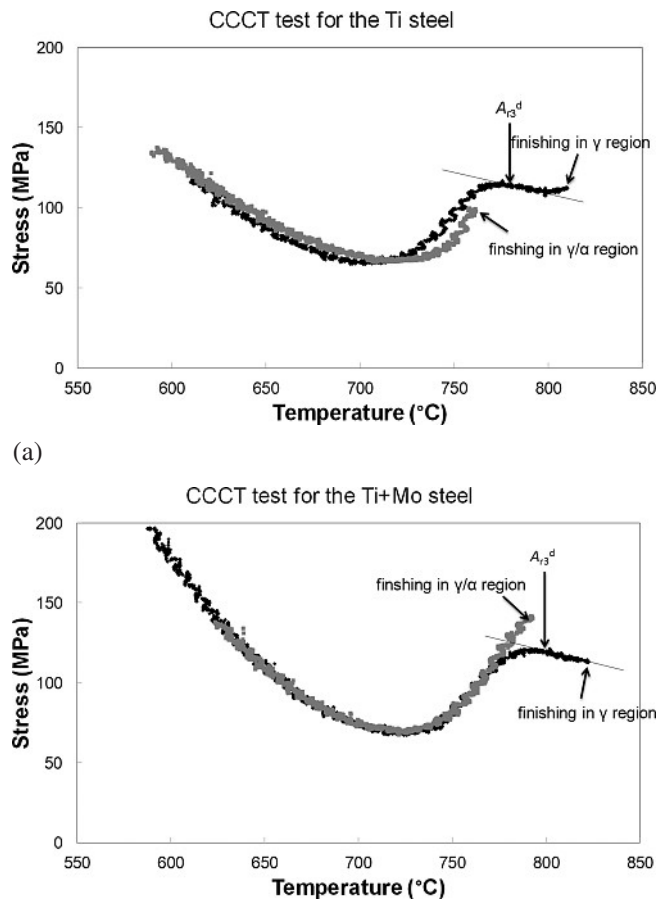 CCCT test for the Ti steel
200
150
100
50
0
Stress (MPa)
Ar3d
finishing in γ region
finshing in γ/α region
550 600 650 700 750 800 850
Temperature (°C)
(a)
CCCT test for the Ti+Mo steel
200
150
100
50
0
Stress (MPa)
Ar3d
finshing in γ/α region
finishing in γ region
550 600 650 700 750 800 850
Temperature (°C)